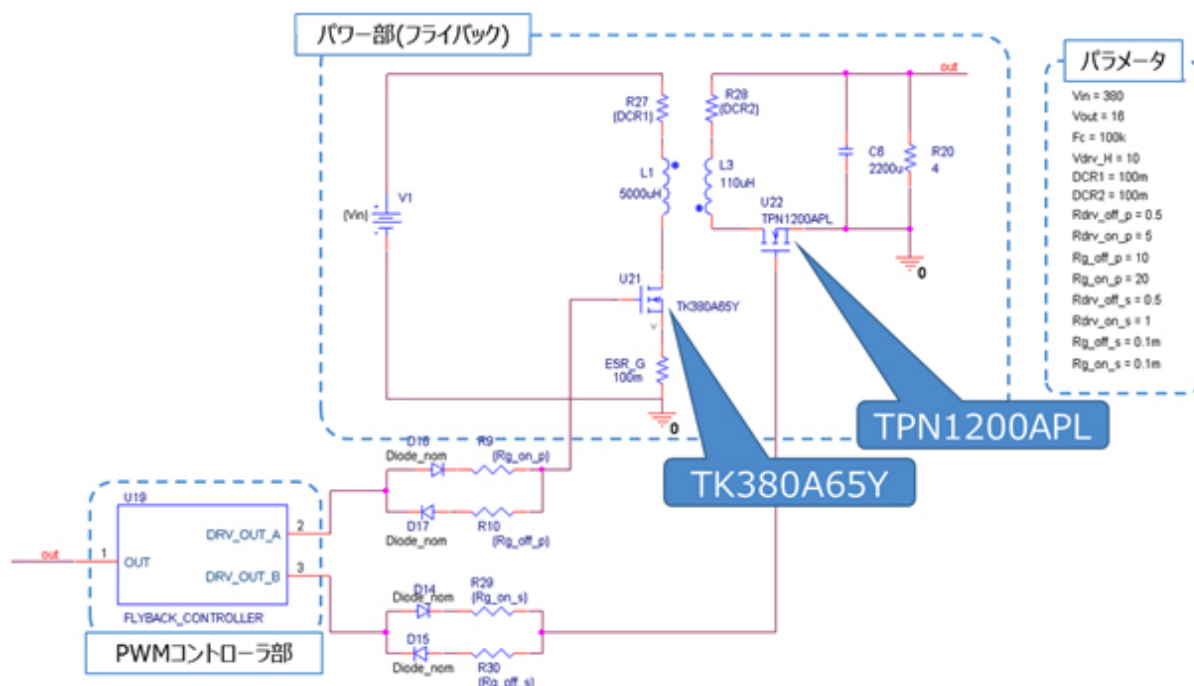 パワー部(フライバック)
out
R27
(DCR1)
R28
(DCR2)
L1
5000uH
L3
110uH
C6
2200u
R20
4
V1
(Vin)
U22
TPN1200APL
0
U21
TK380A65Y
ESR_G
100m
0
TPN1200APL
TK380A65Y
パラメータ
Vin = 380
Vout = 16
Fc = 100k
Vdrv_H = 10
DCR1 = 100m
DCR2 = 100m
Rdrv_off_p = 0.5
Rdrv_on_p = 5
Rg_off_p = 10
Rg_on_p = 20
Rdrv_off_s = 0.5
Rdrv_on_s = 1
Rg_off_s = 0.1m
Rg_on_s = 0.1m
D16
Diode_nom
R9
(Rg_on_p)
D17
Diode_nom
R10
(Rg_off_p)
U19
DRV_OUT_A
2
out
1
OUT
DRV_OUT_B
3
FLYBACK_CONTROLLER
PWMコントローラ部
D14
Diode_nom
R29
(Rg_on_s)
D15
Diode_nom
R30
(Rg_off_s)